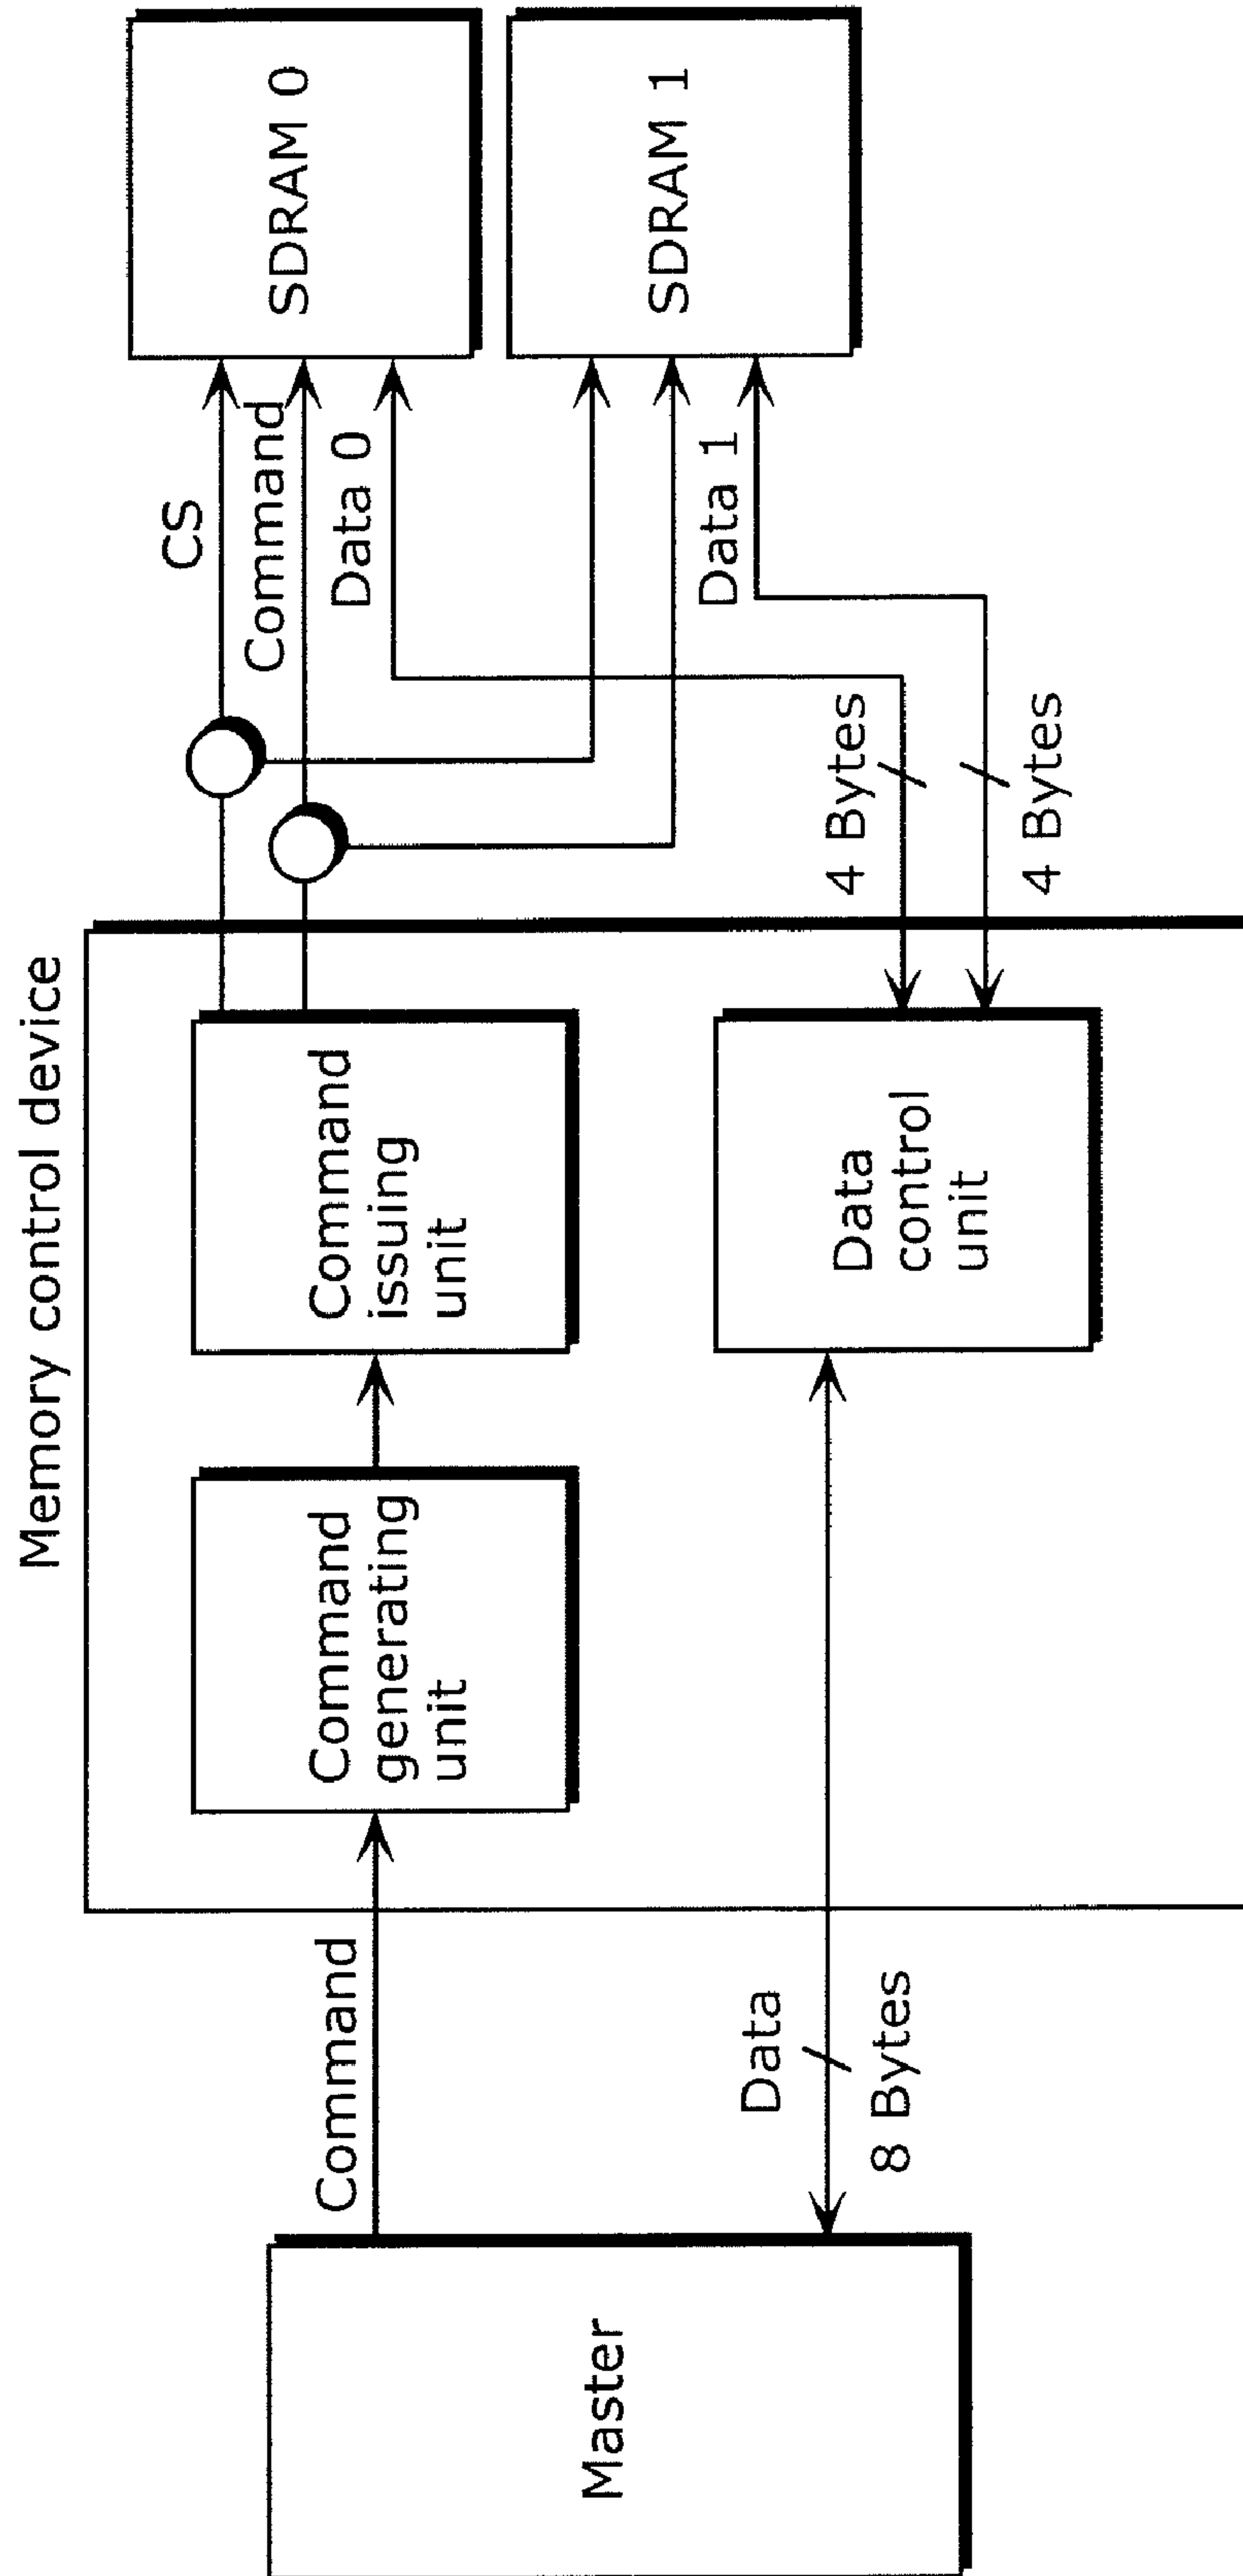 Memory control device
Master
Command
Data
8 Bytes
Command
generating
unit
Command
issuing
unit
Data
control
unit
CS
Command
Data 0
Data 1
4 Bytes
4 Bytes
SDRAM 0
SDRAM 1